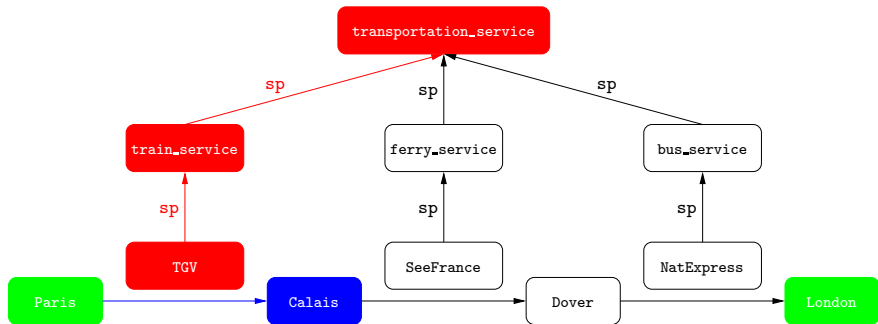 transportation_service
sp
sp
sp
train_service
ferry_service
bus_service
sp
sp
sp
TGV
SeeFrance
NatExpress
Paris
Calais
Dover
London